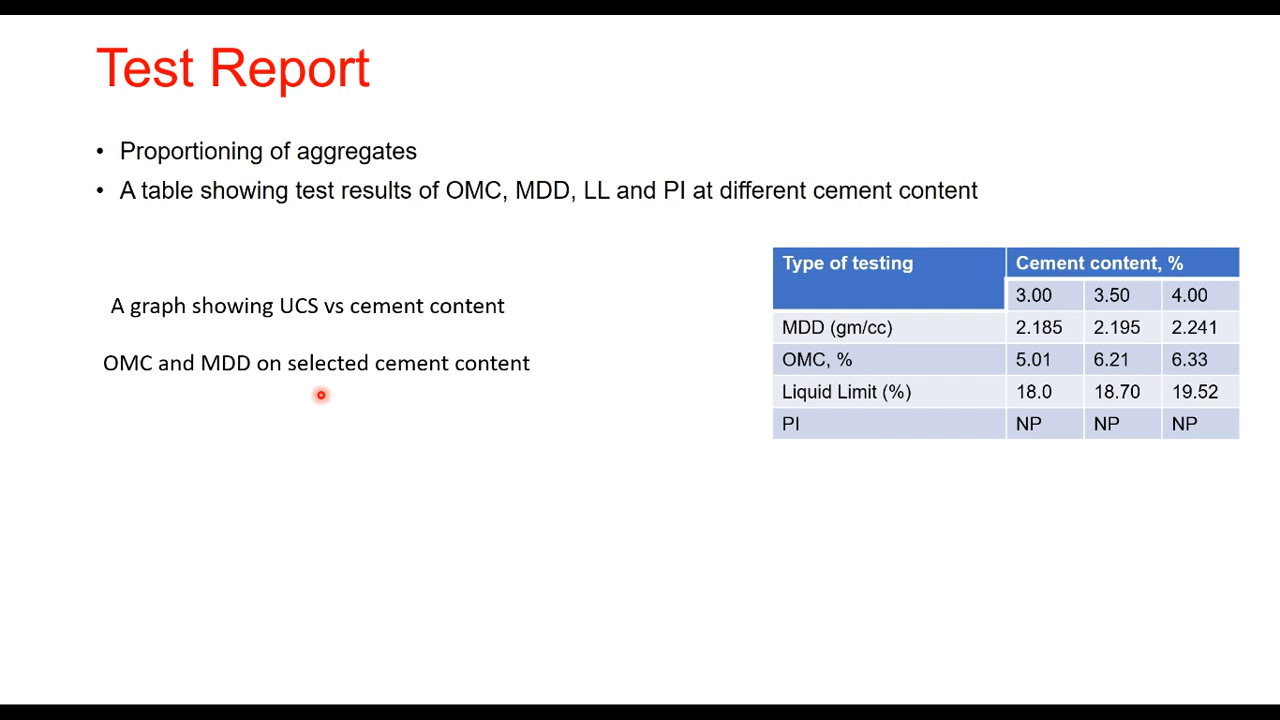 Test Report
• Proportioning of aggregates
• A table showing test results of OMC, MDD, LL and PI at different cement content
A graph showing UCS vs cement content
OMC and MDD on selected cement content
Type of testing Cement content, %
3.00 3.50 4.00
MDD (gm/cc) 2.185 2.195 2.241
OMC, % 5.01 6.21 6.33
Liquid Limit (%) 18.0 18.70 19.52
PI NP NP NP